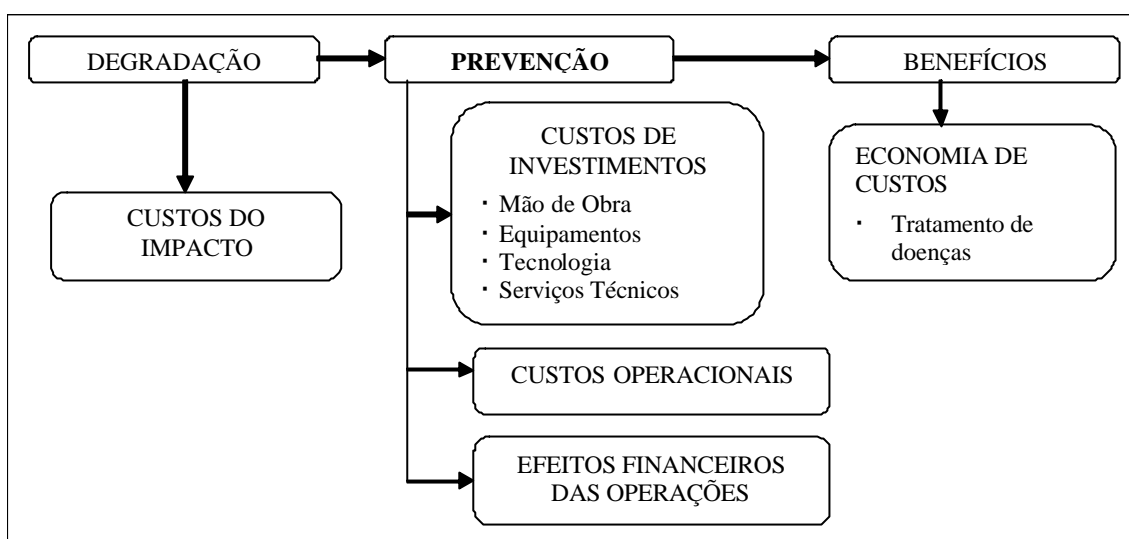 DEGRADAÇÃO
PREVENÇÃO
BENEFÍCIOS
CUSTOS DO
IMPACTO
CUSTOS DE
INVESTIMENTOS
· Mão de Obra
· Equipamentos
· Tecnologia
· Serviços Técnicos
CUSTOS OPERACIONAIS
EFEITOS FINANCEIROS
DAS OPERAÇÕES
ECONOMIA DE
CUSTOS
· Tratamento de
doenças